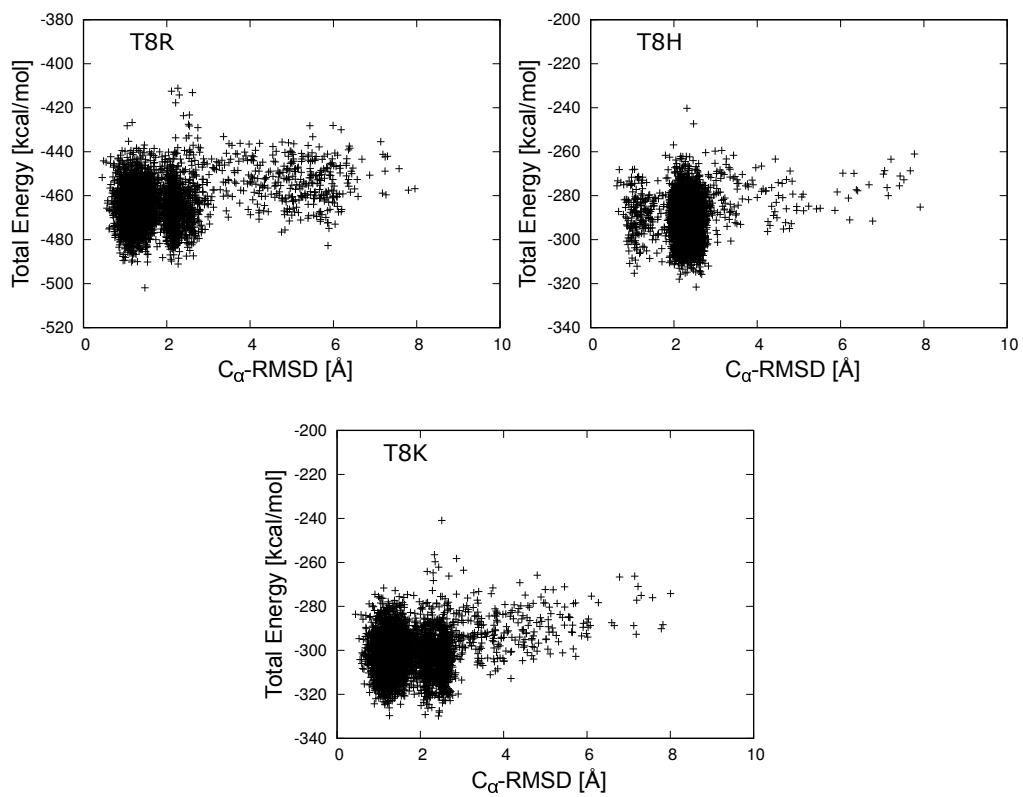 T8R
Total Energy [kcal/mol]
-380
-400
-420
-440
-460
-480
-500
-520
0 2 4 6 8 10
Cα-RMSD [Å]
T8H
Total Energy [kcal/mol]
-200
-220
-240
-260
-280
-300
-320
-340
0 2 4 6 8 10
Cα-RMSD [Å]
T8K
Total Energy [kcal/mol]
-200
-220
-240
-260
-280
-300
-320
-340
0 2 4 6 8 10
Cα-RMSD [Å]